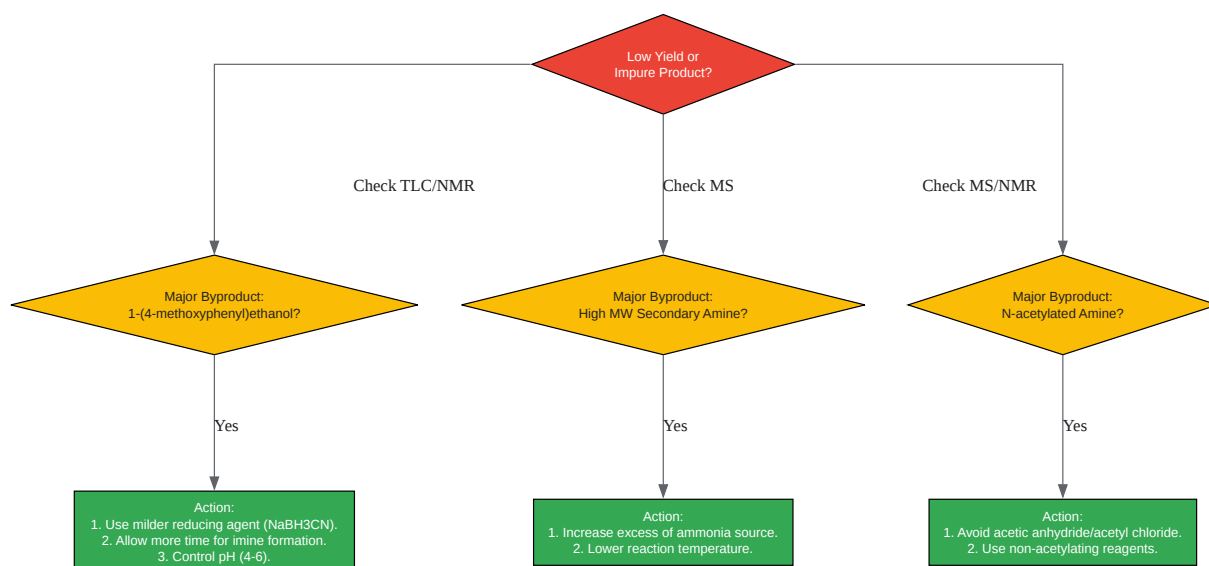 Low Yield or
Impure Product?
Check TLC/NMR
Check MS
Check MS/NMR
Major Byproduct:
1-(4-methoxyphenyl)ethanol?
Major Byproduct:
High MW Secondary Amine?
Major Byproduct:
N-acetylated Amine?
Yes
Yes
Yes
Action:
1. Use milder reducing agent (NaBH3CN).
2. Allow more time for imine formation.
3. Control pH (4-6).
Action:
1. Increase excess of ammonia source.
2. Lower reaction temperature.
Action:
1. Avoid acetic anhydride/acetyl chloride.
2. Use non-acetylating reagents.